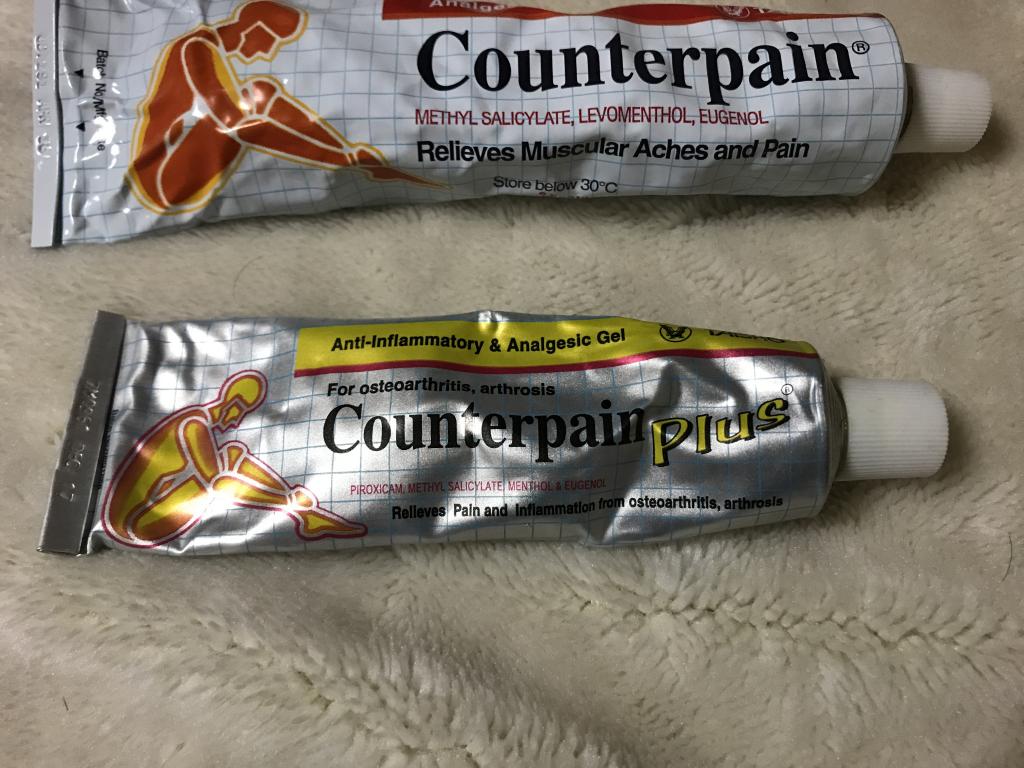 Counterpain®
METHYL SALICYLATE, LEVOMENTHOL, EUGENOL
Relieves Muscular Aches and Pain
Store below 30°C
Anti-Inflammatory & Analgesic Gel
For osteoarthritis, arthrosis
Counterpain plus®
PIROXICAM, METHYL SALICYLATE, MENTHOL & EUGENOL
Relieves Pain and Inflammation from osteoarthritis, arthrosis